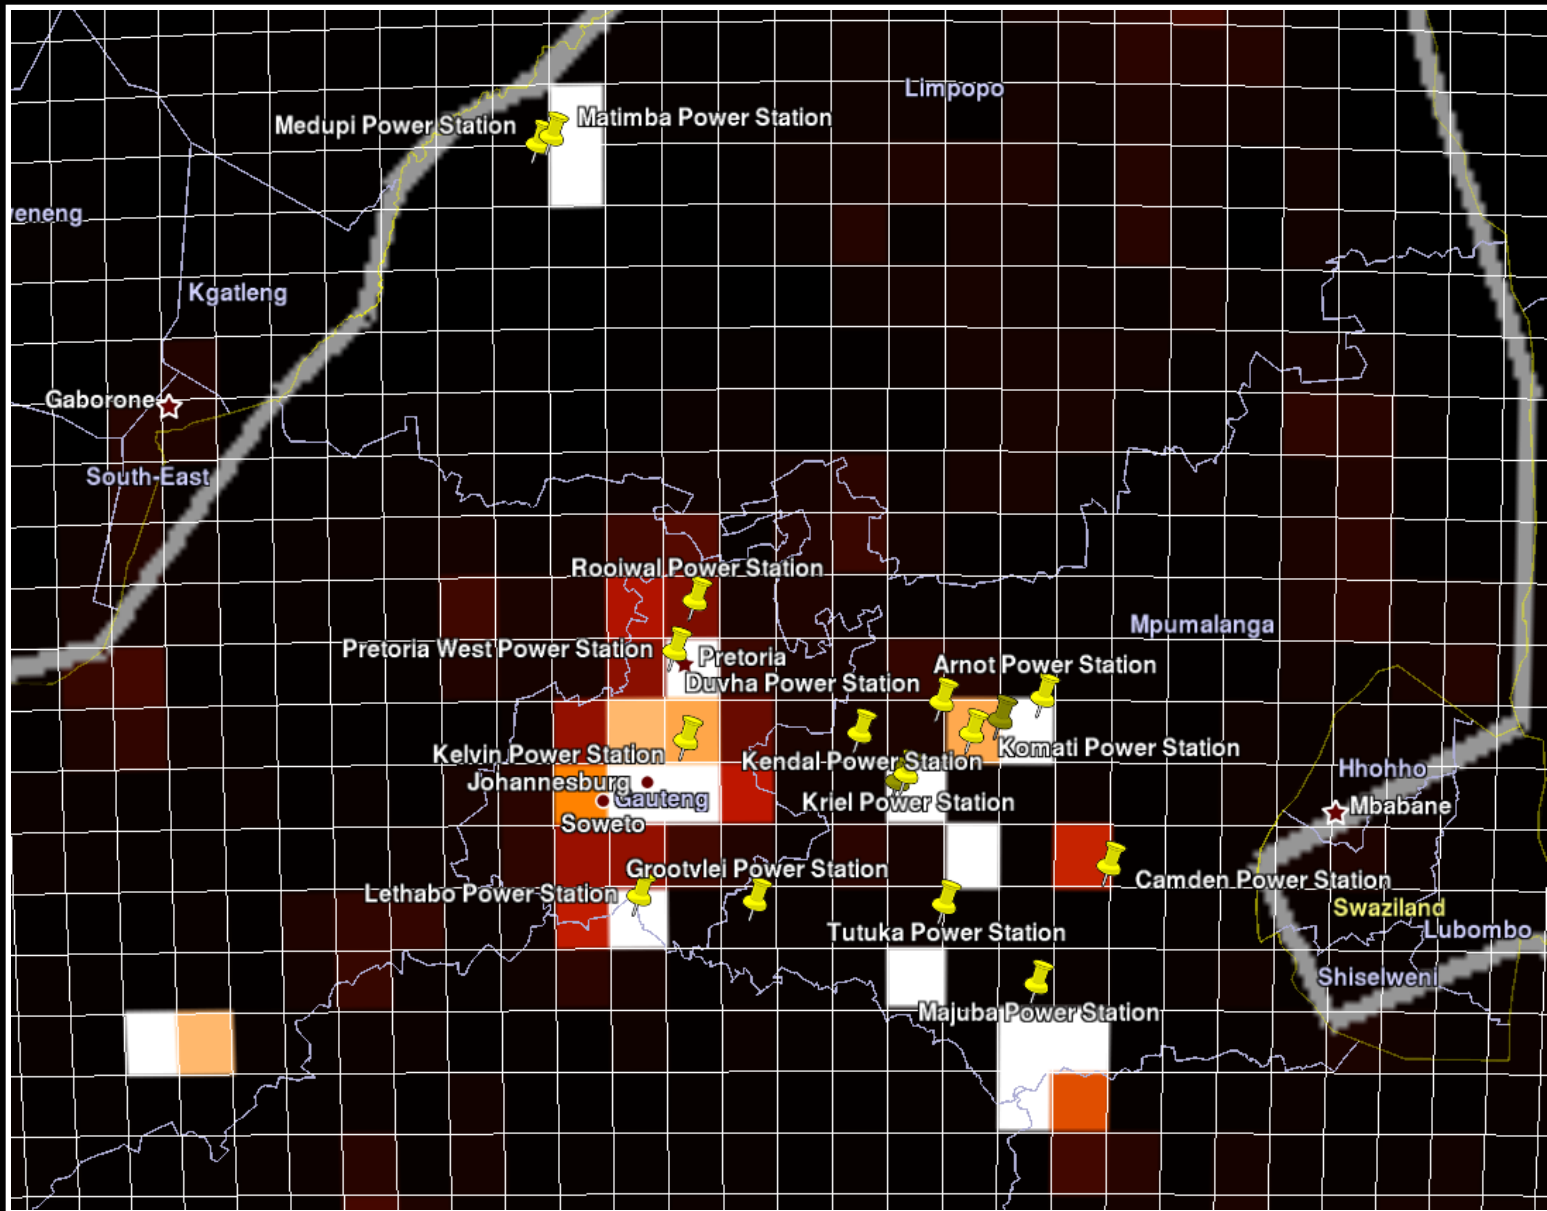 Limpopo
Medupi Power Station
Matimba Power Station
Kgatleng
Gaborone
South-East
Rooiwal Power Station
Mpumalanga
Pretoria West Power Station
Pretoria
Arnot Power Station
Duvha Power Station
Kelvin Power Station
Komati Power Station
Kendal Power Station
Hhohho
Johannesburg
Gauteng
Kriel Power Station
Mbabane
Soweto
Grootvlei Power Station
Camden Power Station
Lethabo Power Station
Swaziland
Tutuka Power Station
Lubombo
Shiselweni
Majuba Power Station